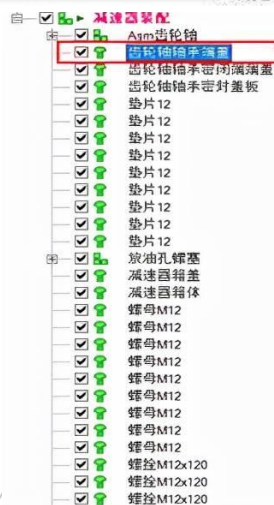 减速器装配
Asm齿轮轴
齿轮轴轴承端盖
齿轮轴轴承密闭端端盖
齿轮轴轴承密封盖板
垫片12
垫片12
垫片12
垫片12
垫片12
垫片12
垫片12
垫片12
垫片12
放油孔螺塞
减速器箱盖
减速器箱体
螺母M12
螺母M12
螺母M12
螺母M12
螺母M12
螺母M12
螺母M12
螺母M12
螺母M12
螺栓M12x120
螺栓M12x120
螺栓M12x120